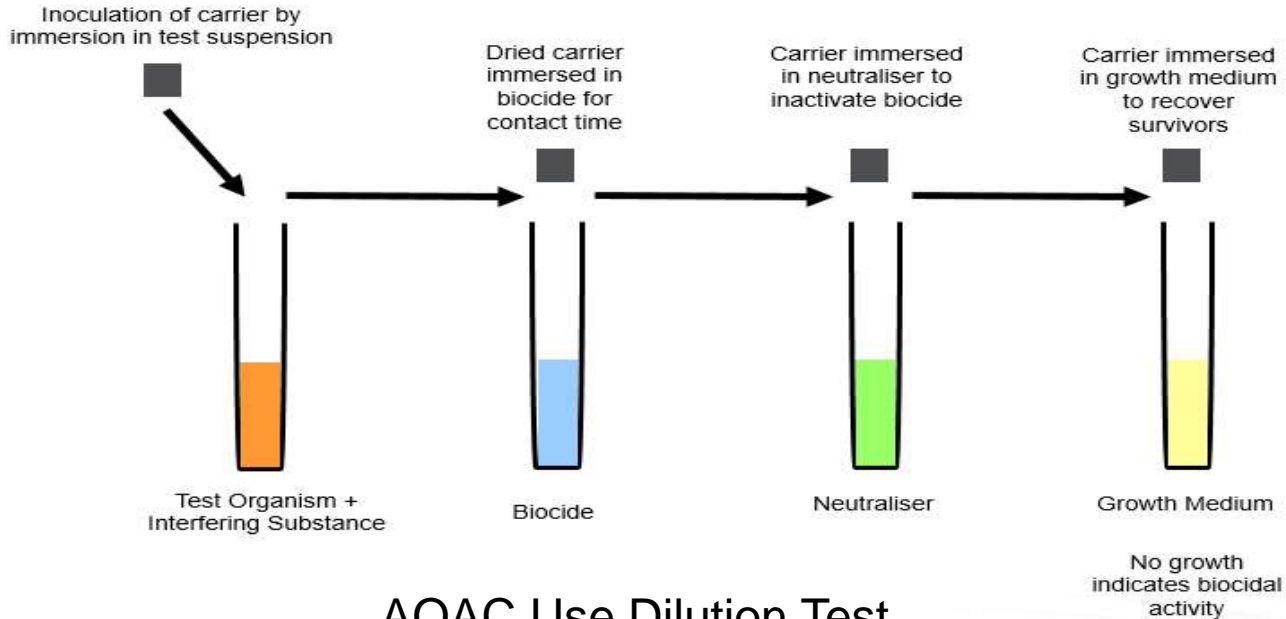 Inoculation of carrier by
immersion in test suspension
Dried carrier
immersed in
biocide for
contact time
Carrier immersed
in neutraliser to
inactivate biocide
Carrier immersed
in growth medium
to recover
survivors
Test Organism +
Interfering Substance
Biocide
Neutraliser
Growth Medium
No growth
indicates biocidal
activity
AOAC Use Dilution Test